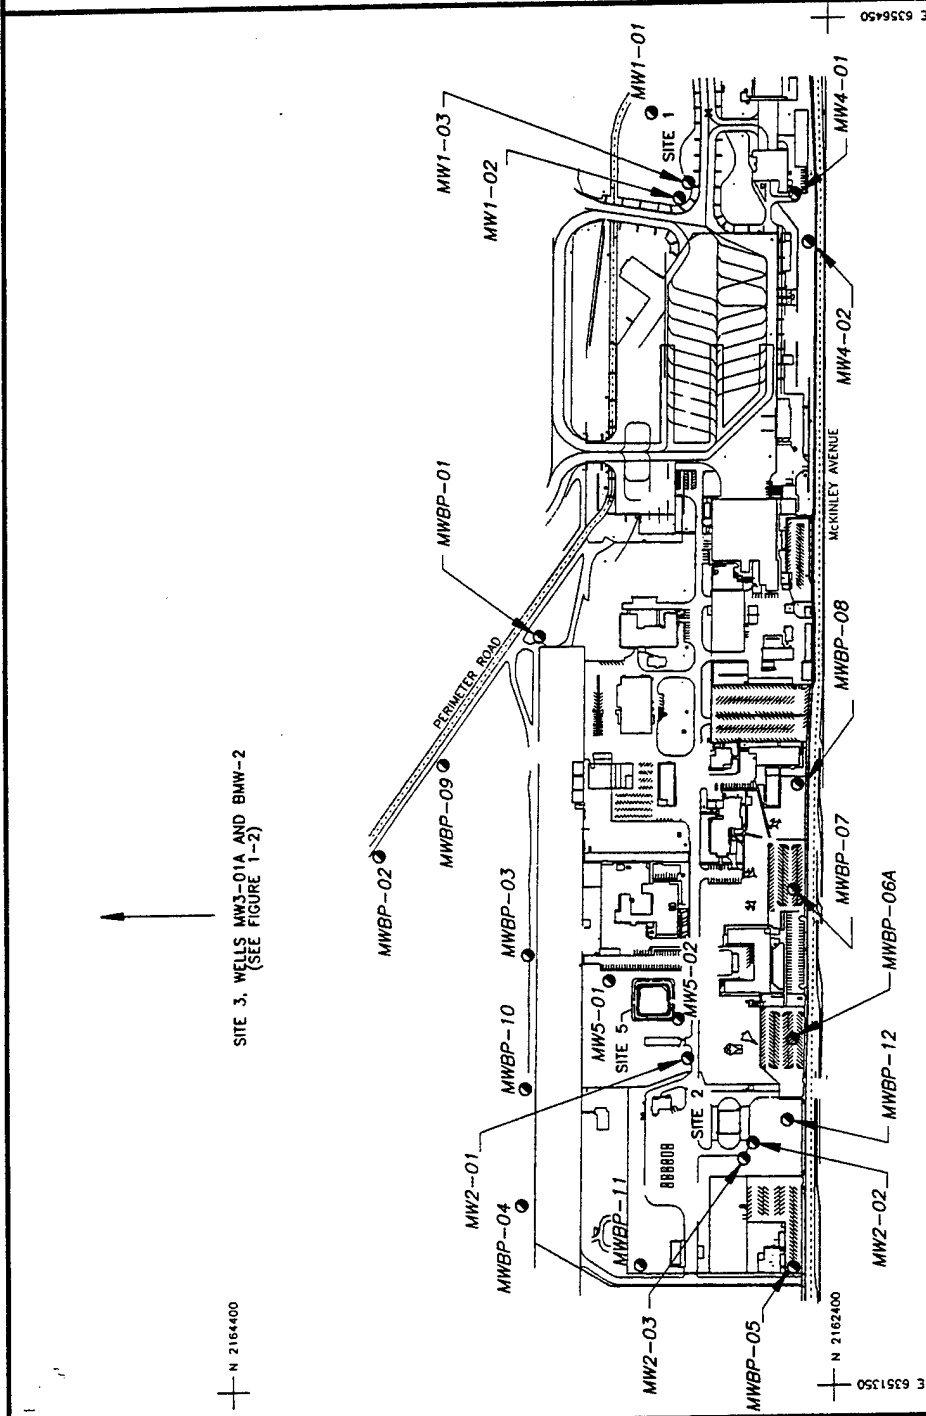 E 6356450
MW4-01
MW1-01
SITE 1
MW1-03
MW1-02
MW4-02
McKINLEY AVENUE
MWBP-01
PERIMETER ROAD
MWBP-08
SITE 3, WELLS MW3-01A AND BMW-2
(SEE FIGURE 1-2)
MWBP-09
MWBP-02
MWBP-07
MWBP-03
MWBP-06A
MW5-01
MW5-02
SITE 5
MWBP-10
MWBP-12
MW2-01
SITE 2
MWBP-04
MWBP-11
MW2-02
MW2-03
MWBP-05
N 2164400
N 2162400
E 6351350